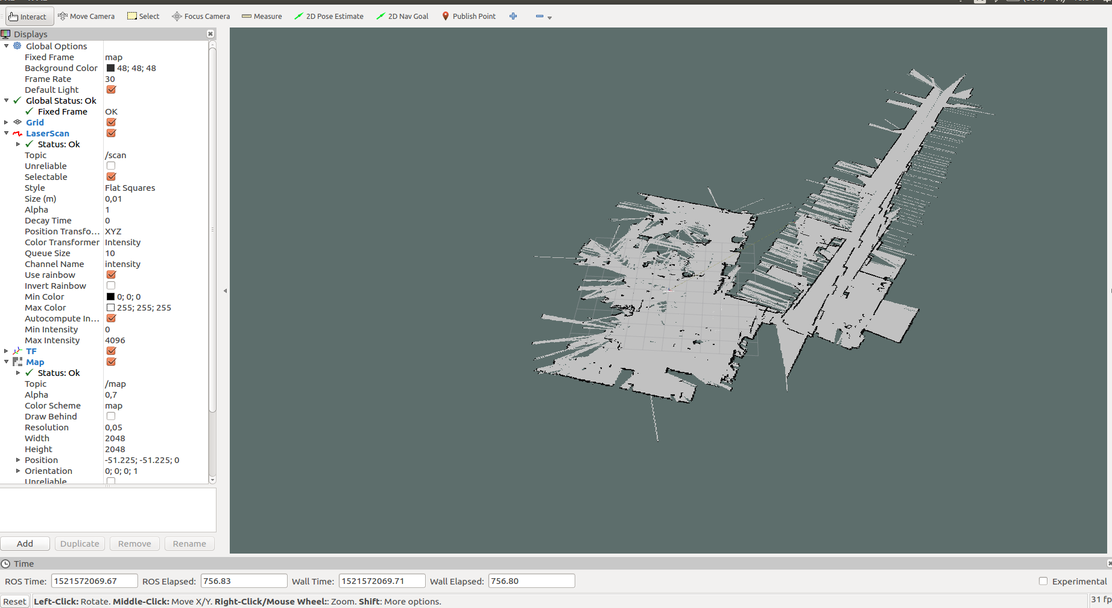 Interact Move Camera Select Focus Camera Measure 2D Pose Estimate 2D Nav Goal Publish Point
Displays
Global Options
Fixed Frame map
Background Color 48; 48; 48
Frame Rate 30
Default Light
Global Status: Ok
Fixed Frame OK
Grid
LaserScan
Status: Ok
Topic /scan
Unreliable
Selectable
Style Flat Squares
Size (m) 0,01
Alpha 1
Decay Time 0
Position Transfo... XYZ
Color Transformer Intensity
Queue Size 10
Channel Name intensity
Use rainbow
Invert Rainbow
Min Color 0; 0; 0
Max Color 255; 255; 255
Autocompute In...
Min Intensity 0
Max Intensity 4096
TF
Map
Status: Ok
Topic /map
Alpha 0,7
Color Scheme map
Draw Behind
Resolution 0,05
Width 2048
Height 2048
Position -51.225; -51.225; 0
Orientation 0; 0; 0; 1
Unreliable
Add Duplicate Remove Rename
Time
ROS Time: 1521572069.67 ROS Elapsed: 756.83 Wall Time: 1521572069.71 Wall Elapsed: 756.80 Experimental
Reset Left-Click: Rotate. Middle-Click: Move X/Y. Right-Click/Mouse Wheel:: Zoom. Shift: More options. 31 fp